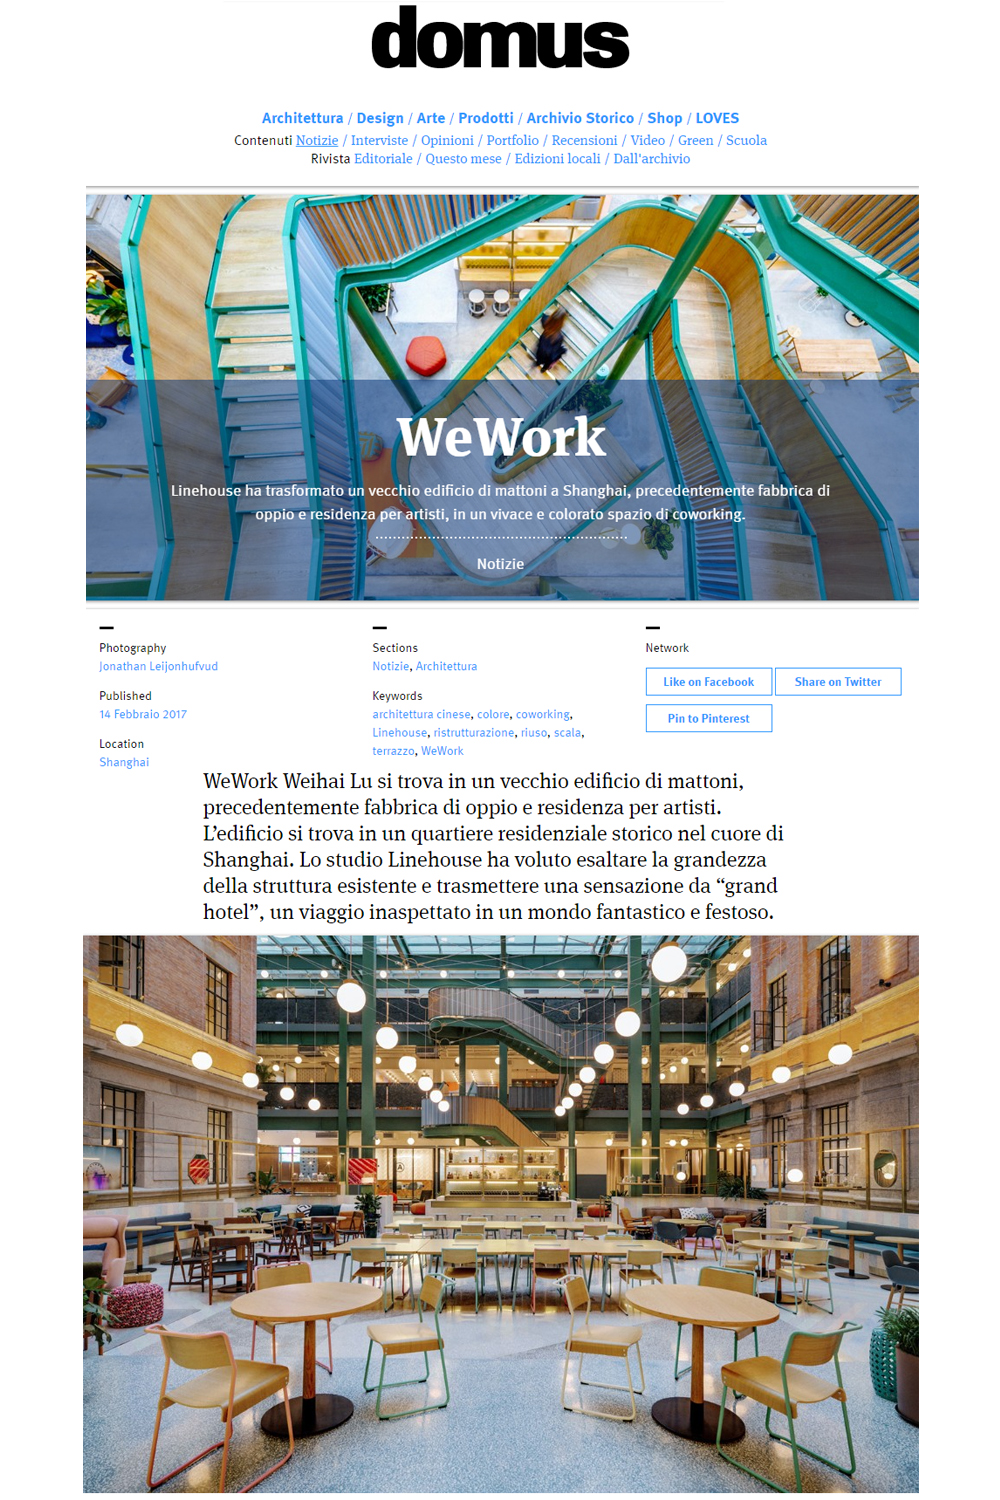 domus
Architettura / Design / Arte / Prodotti / Archivio Storico / Shop / LOVES
Contenuti Notizie / Interviste / Opinioni / Portfolio / Recensioni / Video / Green / Scuola
Rivista Editoriale / Questo mese / Edizioni locali / Dall'archivio
WeWork
Linehouse ha trasformato un vecchio edificio di mattoni a Shanghai, precedentemente fabbrica di
oppio e residenza per artisti, in un vivace e colorato spazio di coworking.
Notizie
Photography
Jonathan Leijonhufvud
Published
14 Febbraio 2017
Location
Shanghai
Sections
Notizie, Architettura
Keywords
architettura cinese, colore, coworking,
Linehouse, ristrutturazione, riuso, scala,
terrazzo, WeWork
Network
Like on Facebook
Share on Twitter
Pin to Pinterest
WeWork Weihai Lu si trova in un vecchio edificio di mattoni,
precedentemente fabbrica di oppio e residenza per artisti.
L’edificio si trova in un quartiere residenziale storico nel cuore di
Shanghai. Lo studio Linehouse ha voluto esaltare la grandezza
della struttura esistente e trasmettere una sensazione da “grand
hotel”, un viaggio inaspettato in un mondo fantastico e festoso.